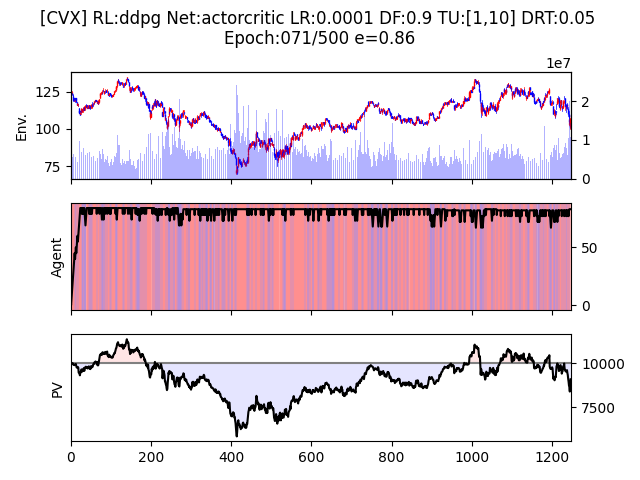 [CVX] RL:ddpg Net:actorcritic LR:0.0001 DF:0.9 TU:[1,10] DRT:0.05
Epoch:071/500 e=0.86
1e7
125
100
75
Env.
2
1
0
Agent
50
0
PV
10000
7500
0 200 400 600 800 1000 1200